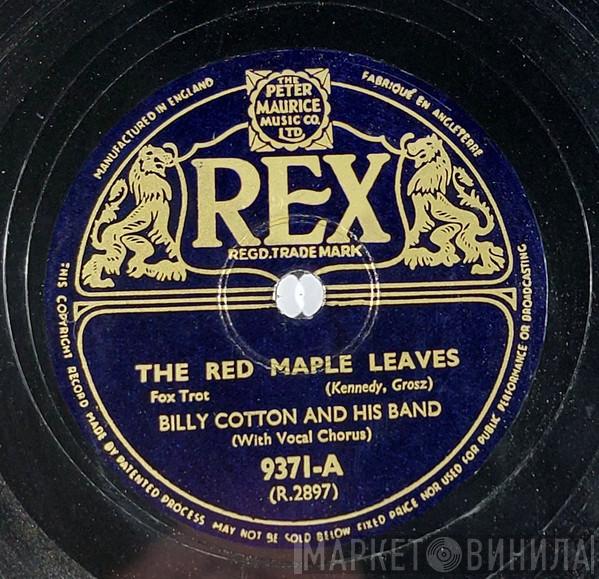 THE
PETER
MAURICE
MUSIC CO.
LTD.
MANUFACTURED IN ENGLAND
FABRIQUÉ EN ANGLETERRE
REX
REGD. TRADE MARK
THE RED MAPLE LEAVES
Fox Trot (Kennedy, Grosz)
BILLY COTTON AND HIS BAND
(With Vocal Chorus)
9371-A
(R.2897)
THIS COPYRIGHT RECORD MADE BY PATENTED PROCESS MAY NOT BE SOLD BELOW FIXED PRICE NOR USED FOR PUBLIC PERFORMANCE OR BROADCASTING
МАРКЕТ ВИНИЛА